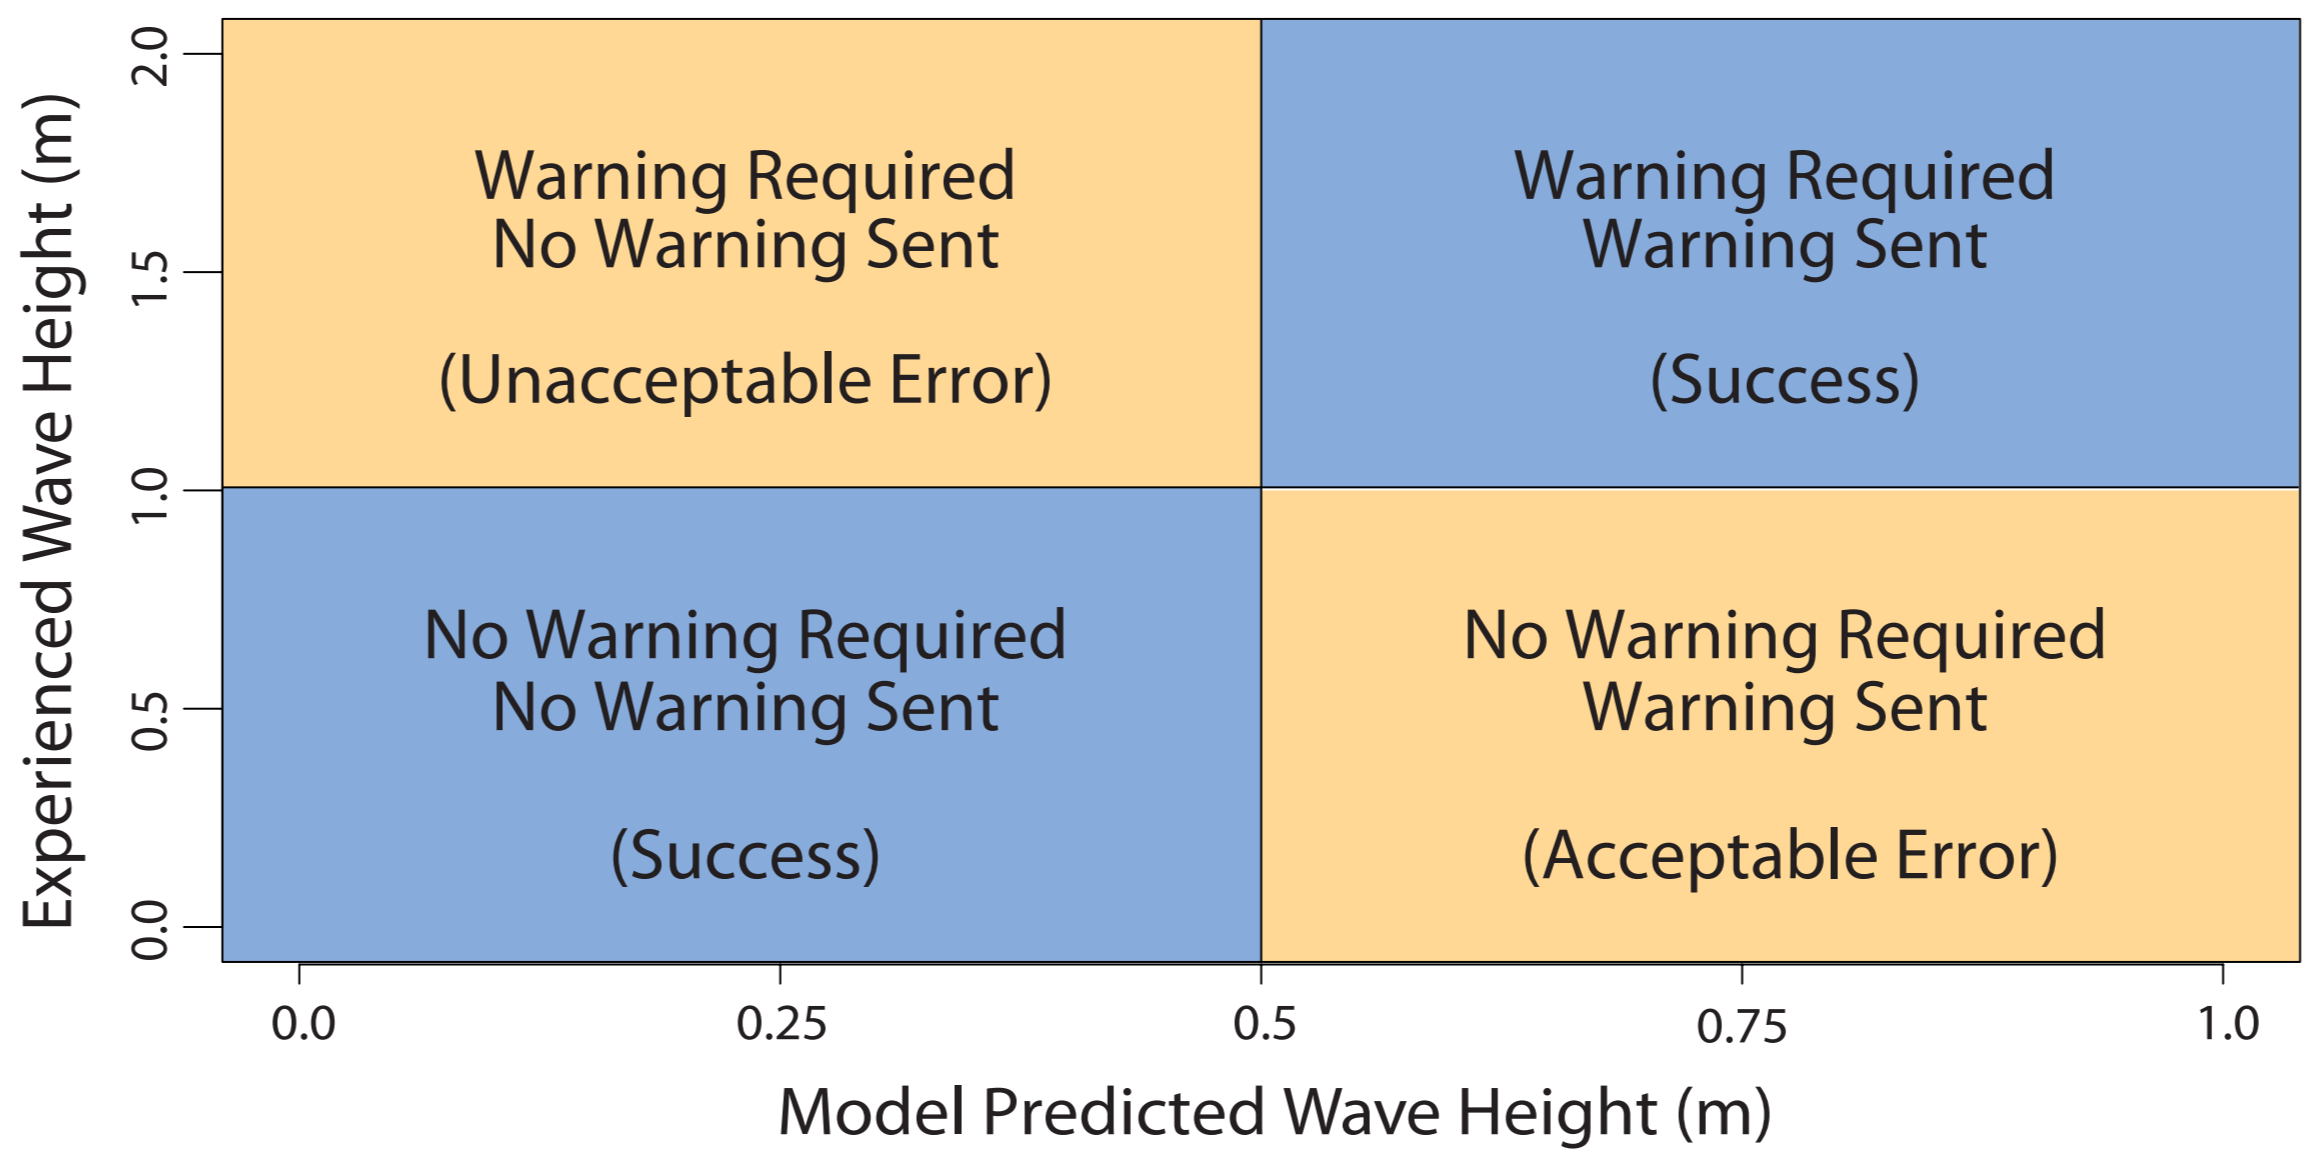 Experienced Wave Height (m)
2.0
1.5
1.0
0.5
0.0
Warning Required
No Warning Sent
(Unacceptable Error)
Warning Required
Warning Sent
(Success)
No Warning Required
No Warning Sent
(Success)
No Warning Required
Warning Sent
(Acceptable Error)
0.0
0.25
0.5
0.75
1.0
Model Predicted Wave Height (m)